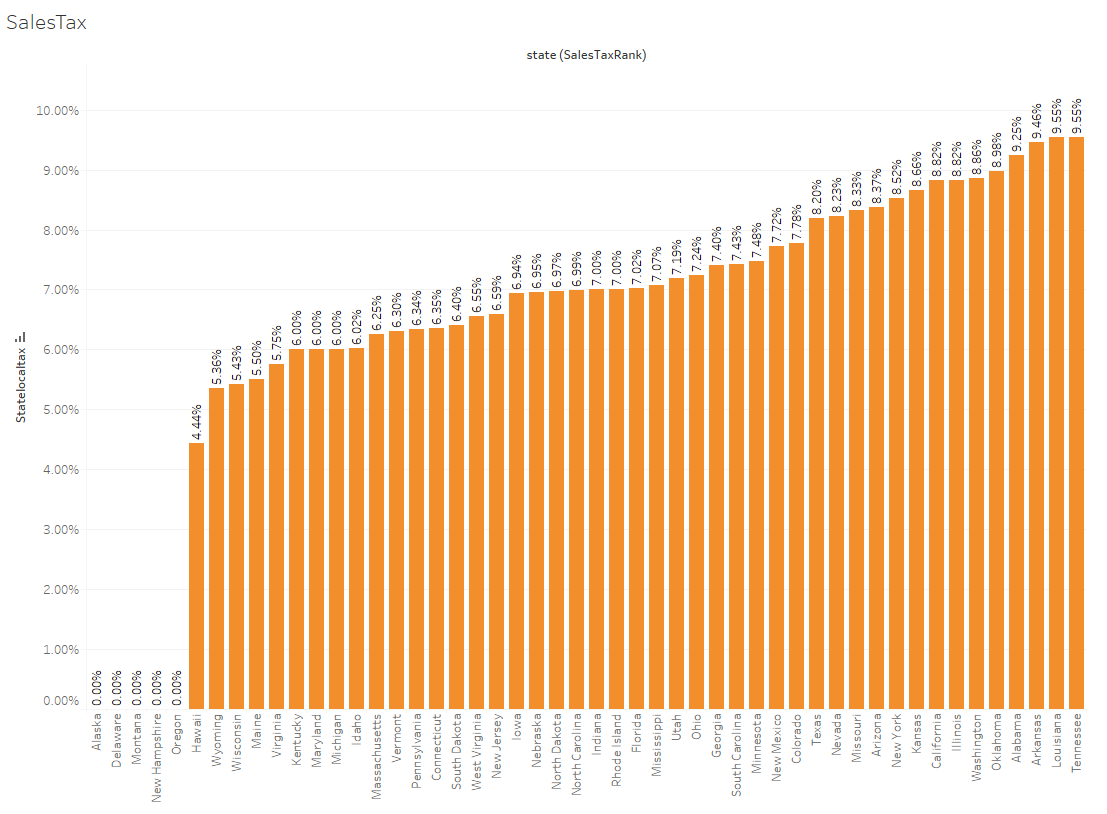 SalesTax
state (SalesTaxRank)
Statelocaltax
10.00%
9.00%
8.00%
7.00%
6.00%
5.00%
4.00%
3.00%
2.00%
1.00%
0.00%
0.00%
0.00%
0.00%
0.00%
0.00%
4.44%
5.36%
5.43%
5.50%
5.75%
6.00%
6.00%
6.00%
6.02%
6.25%
6.30%
6.34%
6.35%
6.40%
6.55%
6.59%
6.94%
6.95%
6.97%
6.99%
7.00%
7.00%
7.02%
7.07%
7.19%
7.24%
7.40%
7.43%
7.48%
7.72%
7.78%
8.20%
8.23%
8.33%
8.37%
8.52%
8.66%
8.82%
8.82%
8.86%
8.98%
9.25%
9.46%
9.55%
9.55%
Alaska
Delaware
Montana
New Hampshire
Oregon
Hawaii
Wyoming
Wisconsin
Maine
Virginia
Kentucky
Maryland
Michigan
Idaho
Massachusetts
Vermont
Pennsylvania
Connecticut
South Dakota
West Virginia
New Jersey
Iowa
Nebraska
North Dakota
North Carolina
Indiana
Rhode Island
Florida
Mississippi
Utah
Ohio
Georgia
South Carolina
Minnesota
New Mexico
Colorado
Texas
Nevada
Missouri
Arizona
New York
Kansas
California
Illinois
Washington
Oklahoma
Alabama
Arkansas
Louisiana
Tennessee